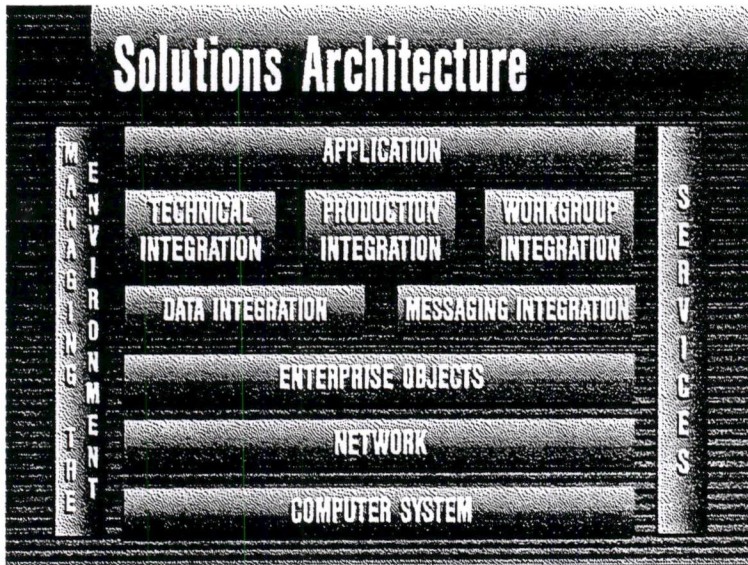 Solutions Architecture
MANAGING THE
ENVIRONMENT
APPLICATION
TECHNICAL
INTEGRATION
PRODUCTION
INTEGRATION
WORKGROUP
INTEGRATION
DATA INTEGRATION
MESSAGING INTEGRATION
ENTERPRISE OBJECTS
NETWORK
COMPUTER SYSTEM
SERVICES